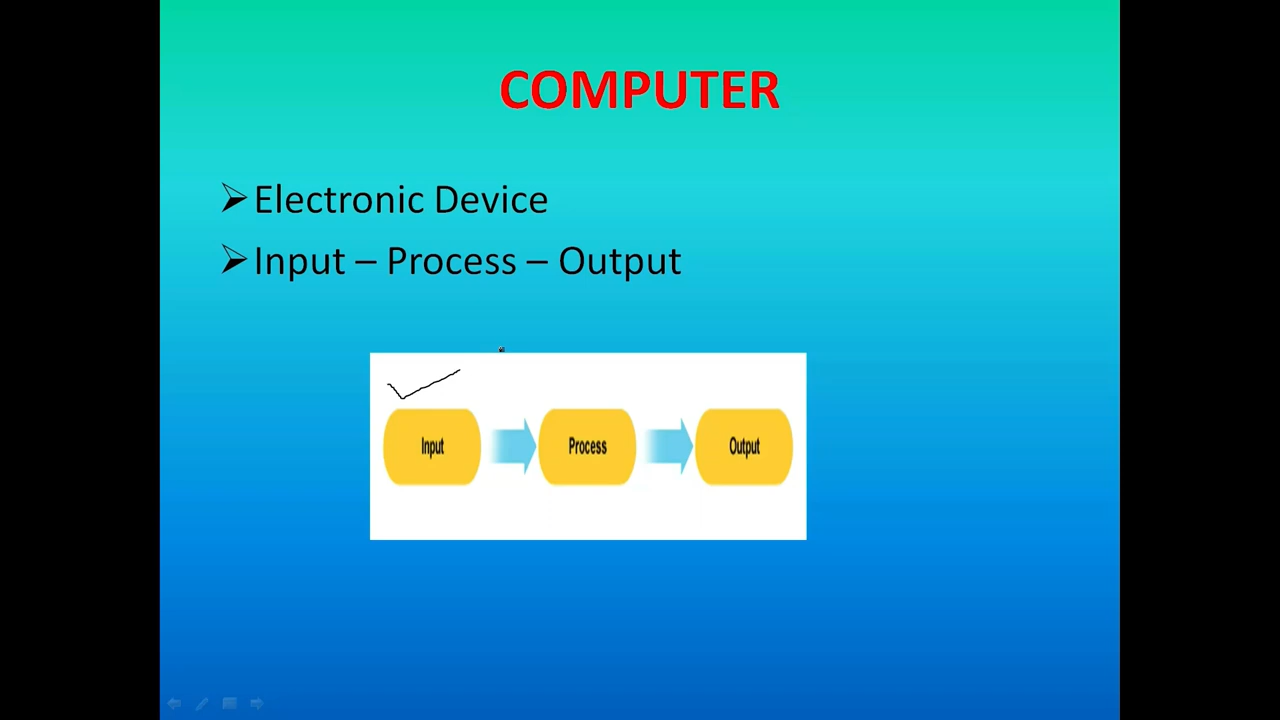 COMPUTER
Electronic Device
Input – Process – Output
Input
Process
Output